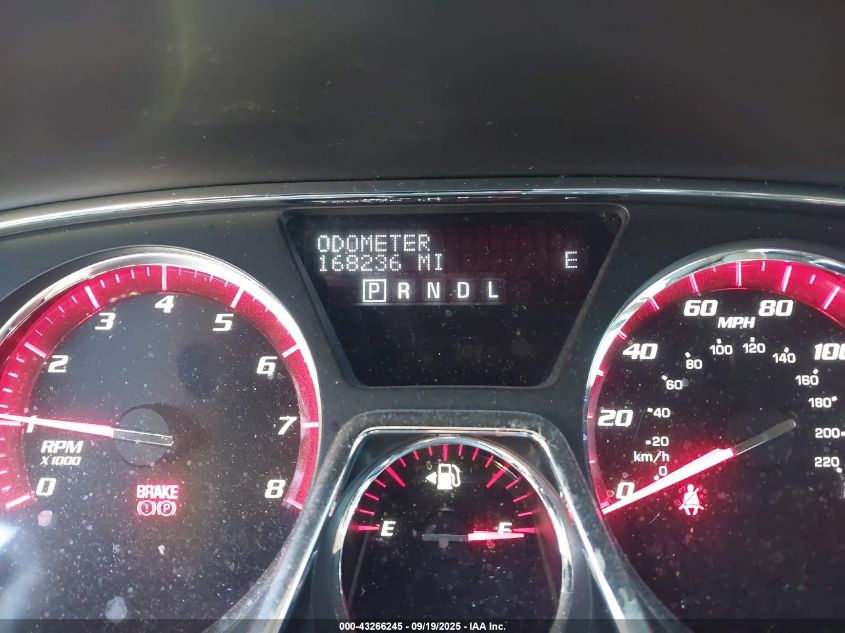 ODOMETER
168236 MI E
P R N D L
0 1 2 3 4 5 6 7 8
RPM
X1000
BRAKE
(!) (P)
E F
0 20 40 60 80 100
MPH
0 20 40 60 80 100 120 140 160 180 200 220
km/h
000-43266245 - 09/19/2025 - IAA Inc.